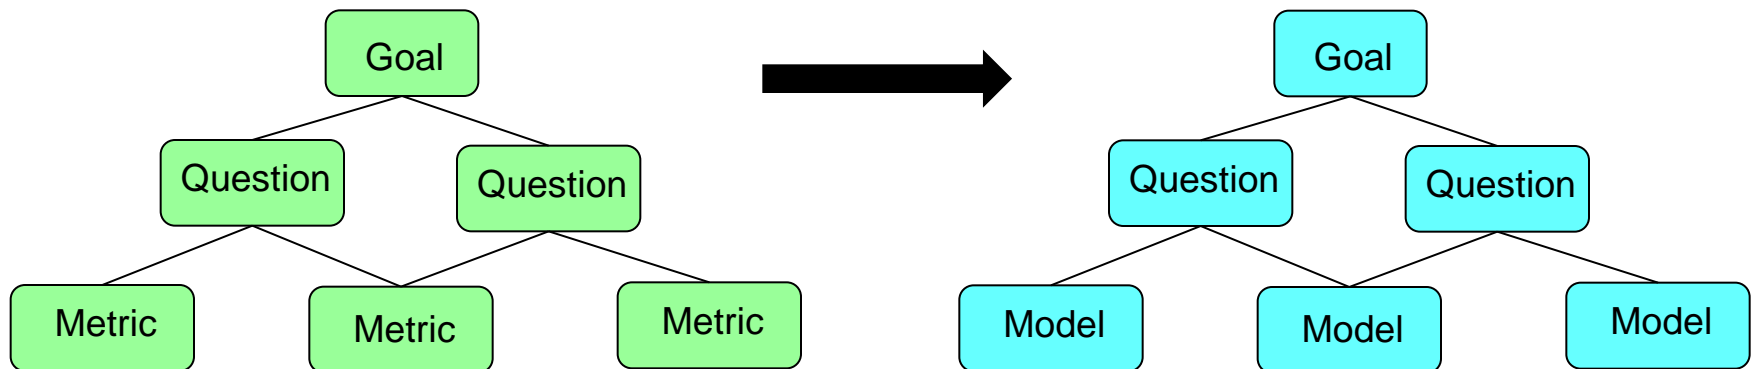 Goal
Question
Question
Metric
Metric
Metric
Goal
Question
Question
Model
Model
Model